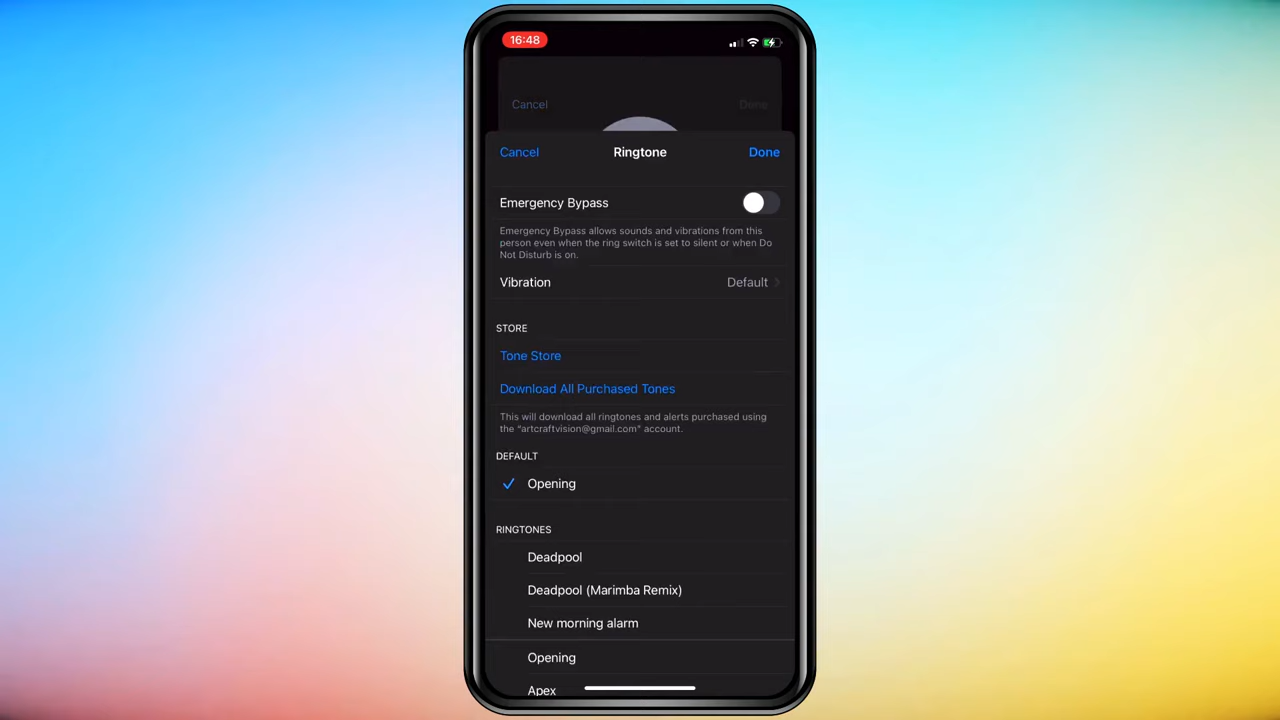 16:48
Cancel Done
Cancel Ringtone Done
Emergency Bypass
Emergency Bypass allows sounds and vibrations from this
person even when the ring switch is set to silent or when Do
Not Disturb is on.
Vibration Default
STORE
Tone Store
Download All Purchased Tones
This will download all ringtones and alerts purchased using
the "artcraftvision@gmail.com" account.
DEFAULT
Opening
RINGTONES
Deadpool
Deadpool (Marimba Remix)
New morning alarm
Opening
Apex